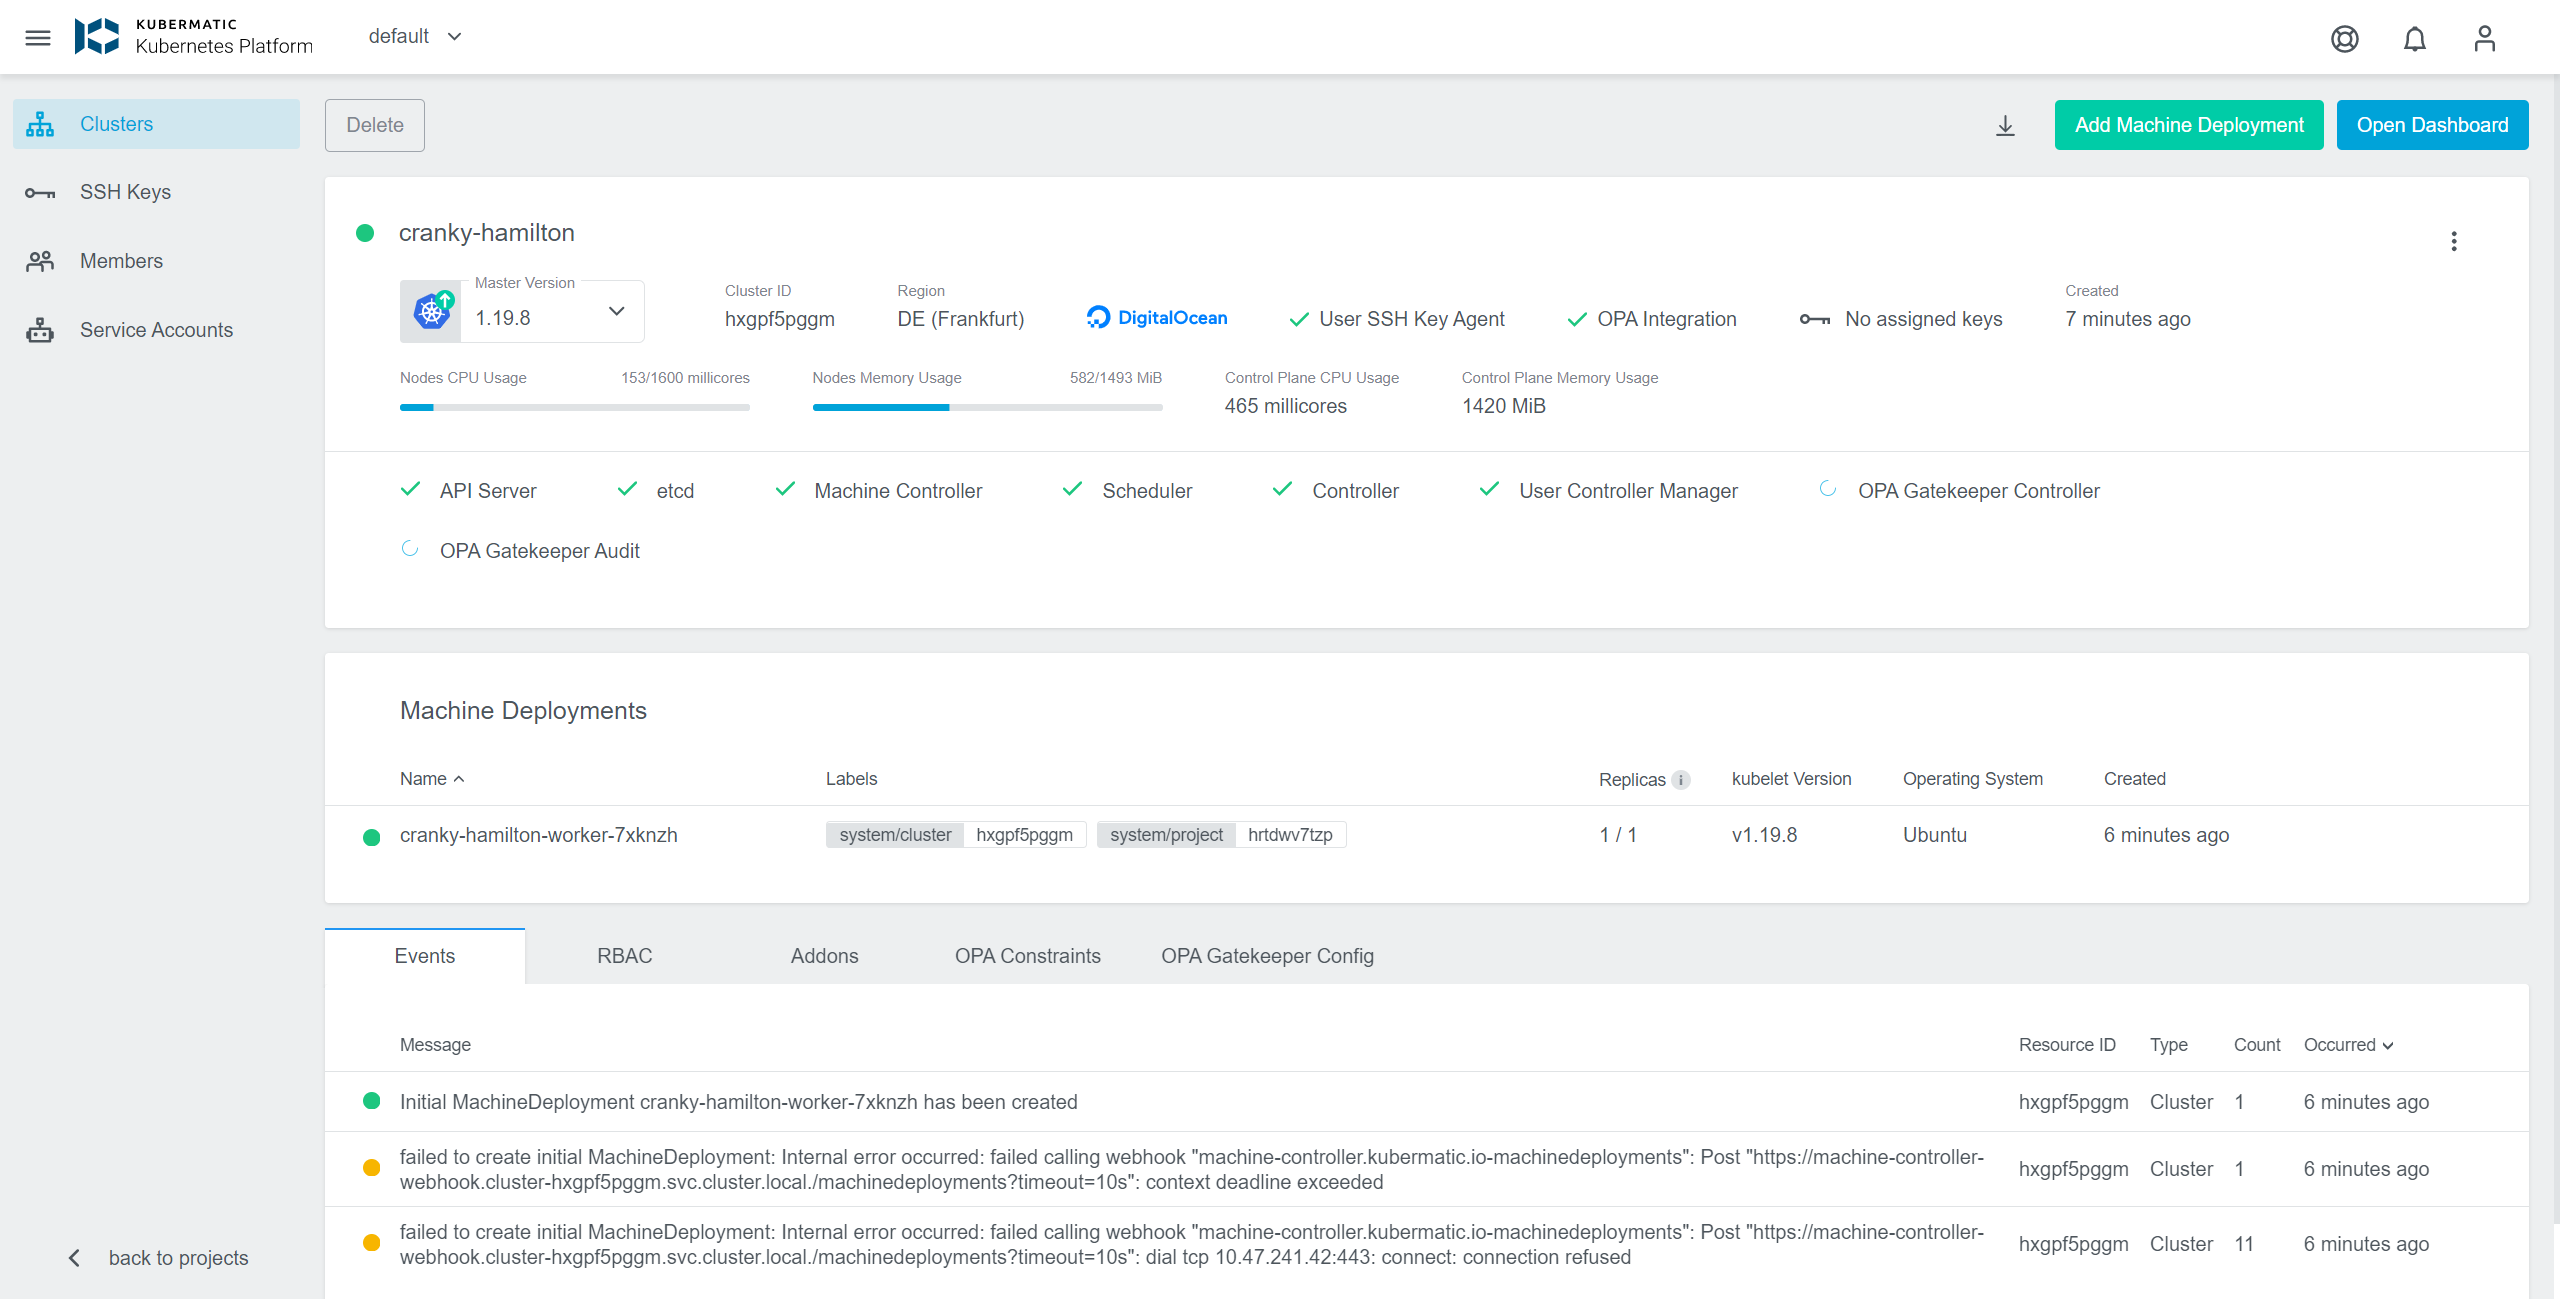 KUBERMATIC
Kubernetes Platform
default
Clusters
SSH Keys
Members
Service Accounts
back to projects
Delete
Add Machine Deployment
Open Dashboard
cranky-hamilton
Master Version
1.19.8
Cluster ID
hxgpf5pggm
Region
DE (Frankfurt)
DigitalOcean
User SSH Key Agent
OPA Integration
No assigned keys
Created
7 minutes ago
Nodes CPU Usage 153/1600 millicores
Nodes Memory Usage 582/1493 MiB
Control Plane CPU Usage
465 millicores
Control Plane Memory Usage
1420 MiB
API Server etcd Machine Controller Scheduler Controller User Controller Manager OPA Gatekeeper Controller
OPA Gatekeeper Audit
Machine Deployments
Name Labels Replicas i kubelet Version Operating System Created
cranky-hamilton-worker-7xknzh system/cluster hxgpf5pggm system/project hrtdwv7tzp 1 / 1 v1.19.8 Ubuntu 6 minutes ago
Events RBAC Addons OPA Constraints OPA Gatekeeper Config
Message Resource ID Type Count Occurred
Initial MachineDeployment cranky-hamilton-worker-7xknzh has been created hxgpf5pggm Cluster 1 6 minutes ago
failed to create initial MachineDeployment: Internal error occurred: failed calling webhook "machine-controller.kubermatic.io-machinedeployments": Post "https://machine-controller-
webhook.cluster-hxgpf5pggm.svc.cluster.local./machinedeployments?timeout=10s": context deadline exceeded
hxgpf5pggm Cluster 1 6 minutes ago
failed to create initial MachineDeployment: Internal error occurred: failed calling webhook "machine-controller.kubermatic.io-machinedeployments": Post "https://machine-controller-
webhook.cluster-hxgpf5pggm.svc.cluster.local./machinedeployments?timeout=10s": dial tcp 10.47.241.42:443: connect: connection refused
hxgpf5pggm Cluster 11 6 minutes ago